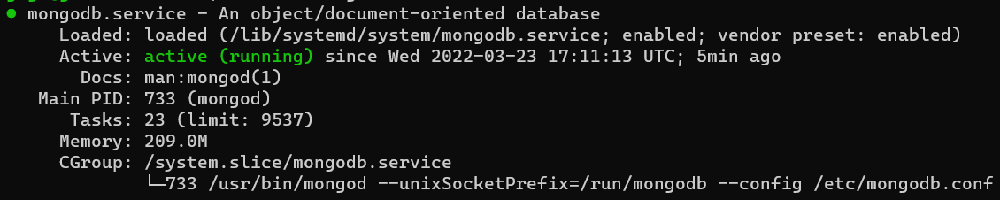 ● mongodb.service - An object/document-oriented database
     Loaded: loaded (/lib/systemd/system/mongodb.service; enabled; vendor preset: enabled)
     Active: active (running) since Wed 2022-03-23 17:11:13 UTC; 5min ago
       Docs: man:mongod(1)
   Main PID: 733 (mongod)
      Tasks: 23 (limit: 9537)
     Memory: 209.0M
     CGroup: /system.slice/mongodb.service
             └─733 /usr/bin/mongod --unixSocketPrefix=/run/mongodb --config /etc/mongodb.conf